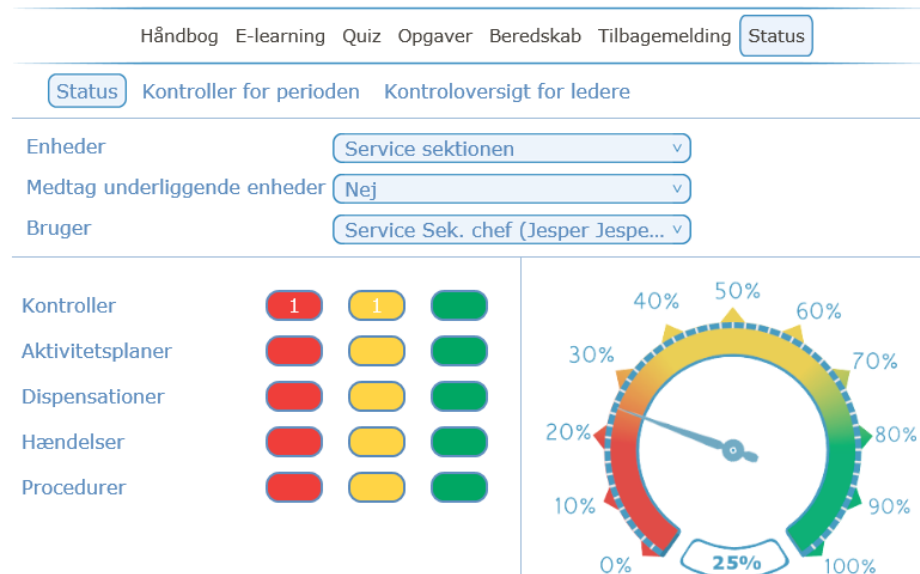 Håndbog E-learning Quiz Opgaver Beredskab Tilbagemelding Status
Status Kontroller for perioden Kontroloversigt for ledere
Enheder Service sektionen
Medtag underliggende enheder Nej
Bruger Service Sek. chef (Jesper Jespe...
Kontroller 1 1
Aktivitetsplaner
Dispensationer
Hændelser
Procedurer
0%
10%
20%
30%
40%
50%
60%
70%
80%
90%
100%
25%